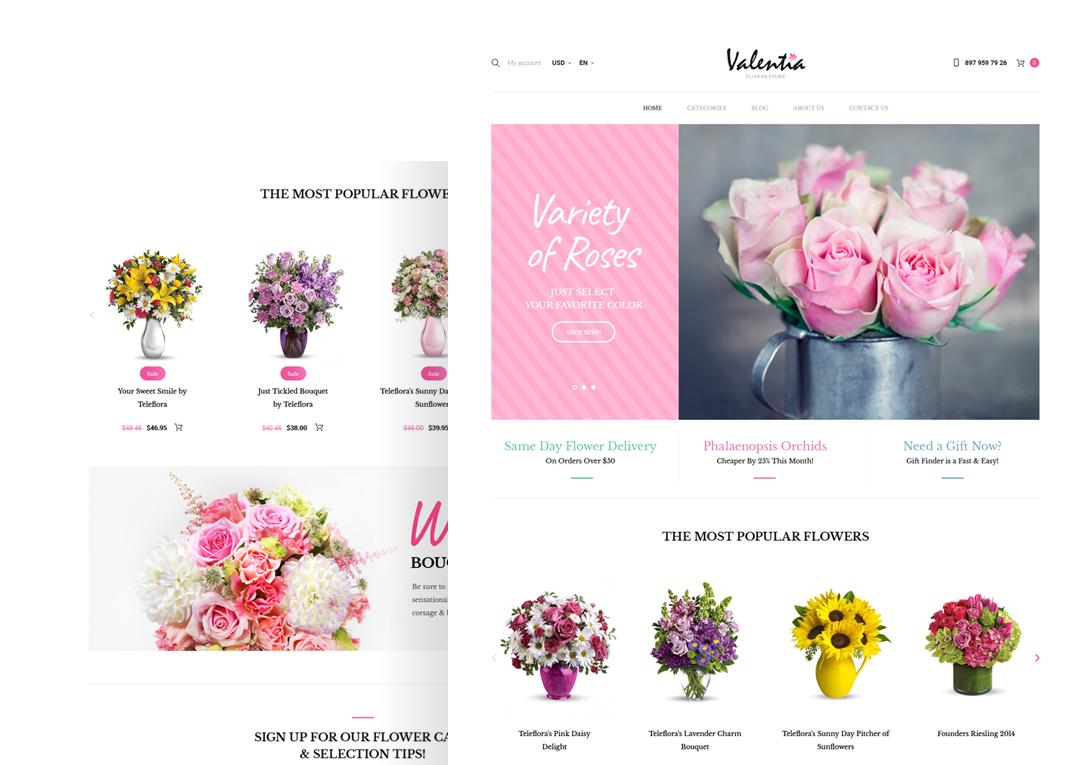 My account USD EN
Valentia
FLOWER STORE
897 959 79 26
0
HOME CATEGORIES BLOG ABOUT US CONTACT US
Variety
of Roses
JUST SELECT
YOUR FAVORITE COLOR
SHOP NOW!
Same Day Flower Delivery
On Orders Over $50
Phalaenopsis Orchids
Cheaper By 25% This Month!
Need a Gift Now?
Gift Finder is a Fast & Easy!
THE MOST POPULAR FLOWERS
Teleflora's Pink Daisy
Delight
Teleflora's Lavender Charm
Bouquet
Teleflora's Sunny Day Pitcher of
Sunflowers
Founders Riesling 2014
THE MOST POPULAR FLOWE
Sale
Your Sweet Smile by
Teleflora
$48.45 $46.95
Sale
Just Tickled Bouquet
by Teleflora
$42.45 $38.00
Sale
Teleflora's Sunny Da
Sunflower
$46.00 $39.95
W
BOU
Be sure to
sensational
corsage &
SIGN UP FOR OUR FLOWER CA
& SELECTION TIPS!